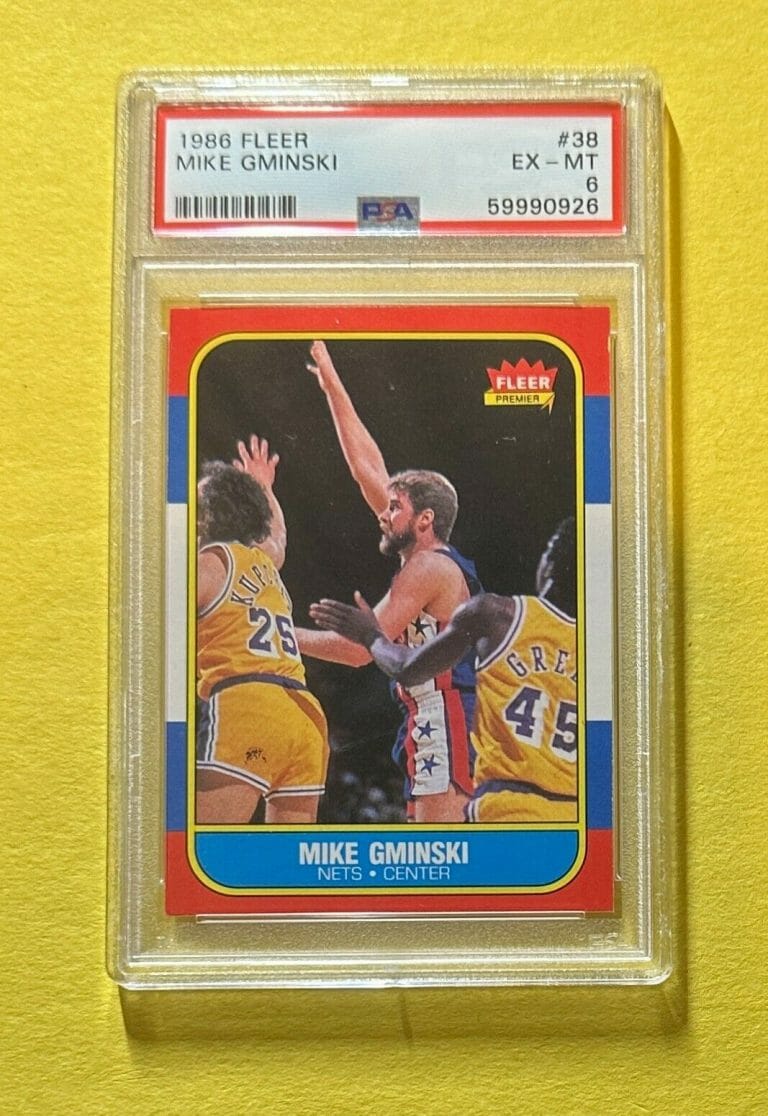 1986 FLEER #38
MIKE GMINSKI EX-MT
6
PSA 59990926
FLEER
PREMIER
25
45
MIKE GMINSKI
NETS • CENTER